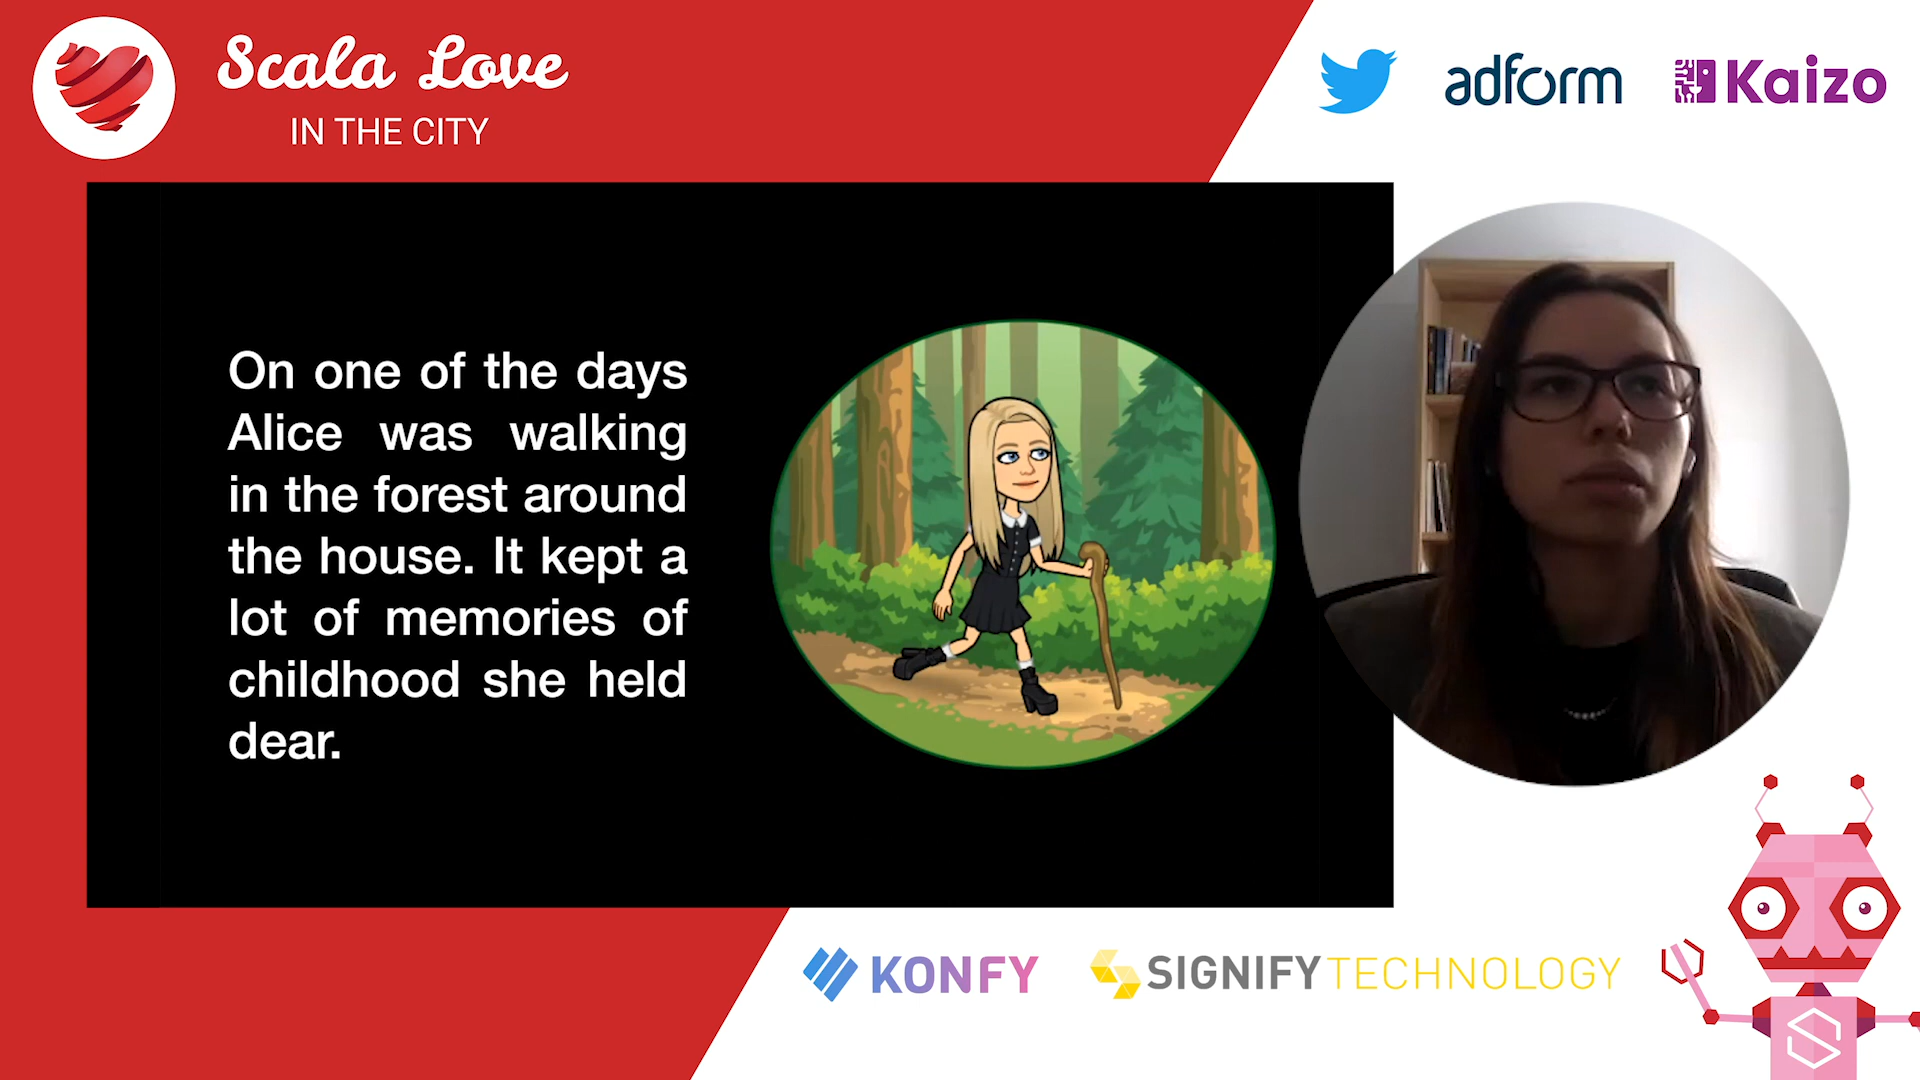 Scala Love
IN THE CITY
adform
Kaizo
On one of the days
Alice was walking
in the forest around
the house. It kept a
lot of memories of
childhood she held
dear.
KONFY
SIGNIFY TECHNOLOGY